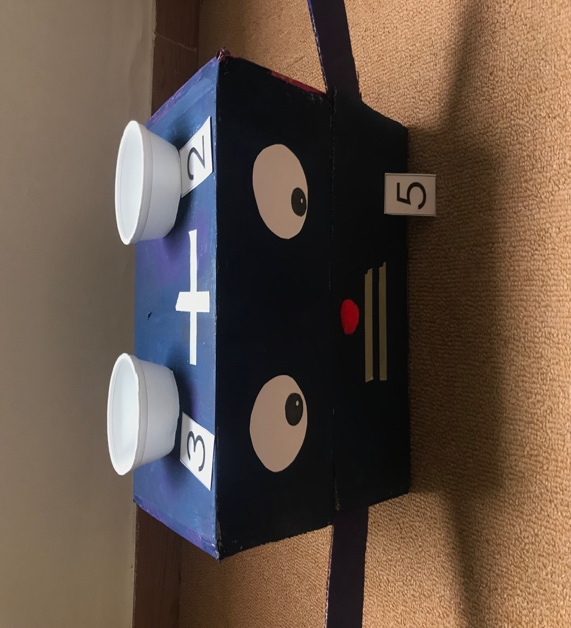 3 + 2
= 5